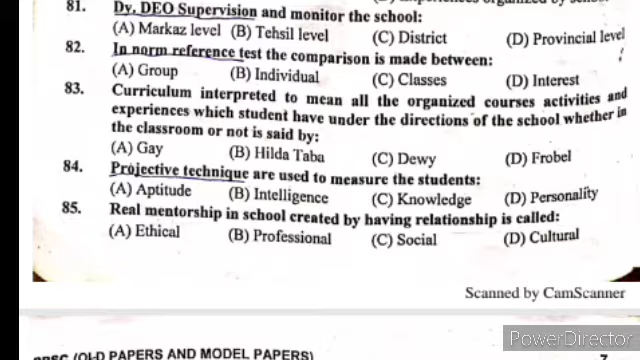 81. Dy. DEO Supervision and monitor the school:
(A) Markaz level (B) Tehsil level (C) District (D) Provincial level
82. In norm reference test the comparison is made between:
(A) Group (B) Individual (C) Classes (D) Interest
83. Curriculum interpreted to mean all the organized courses activities and
experiences which student have under the directions of the school whether in
the classroom or not is said by:
(A) Gay (B) Hilda Taba (C) Dewy (D) Frobel
84. Projective technique are used to measure the students:
(A) Aptitude (B) Intelligence (C) Knowledge (D) Personality
85. Real mentorship in school created by having relationship is called:
(A) Ethical (B) Professional (C) Social (D) Cultural
Scanned by CamScanner
PowerDirector
(OLD PAPERS AND MODEL PAPERS) 7